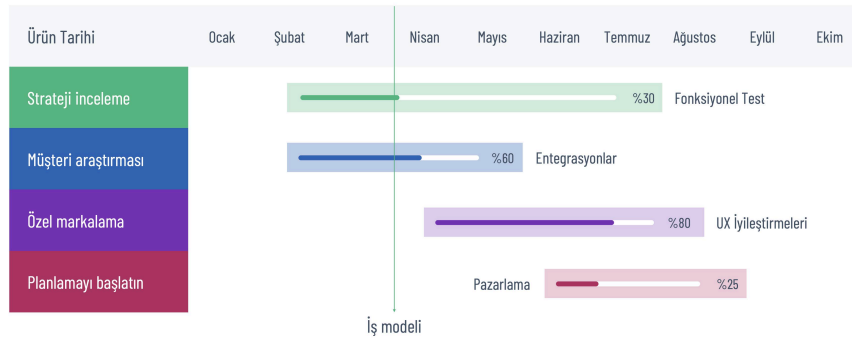 Ürün Tarihi Ocak Şubat Mart Nisan Mayıs Haziran Temmuz Ağustos Eylül Ekim
Strateji inceleme %30 Fonksiyonel Test
Müşteri araştırması %60 Entegrasyonlar
Özel markalama %80 UX İyileştirmeleri
Planlamayı başlatın Pazarlama %25
İş modeli